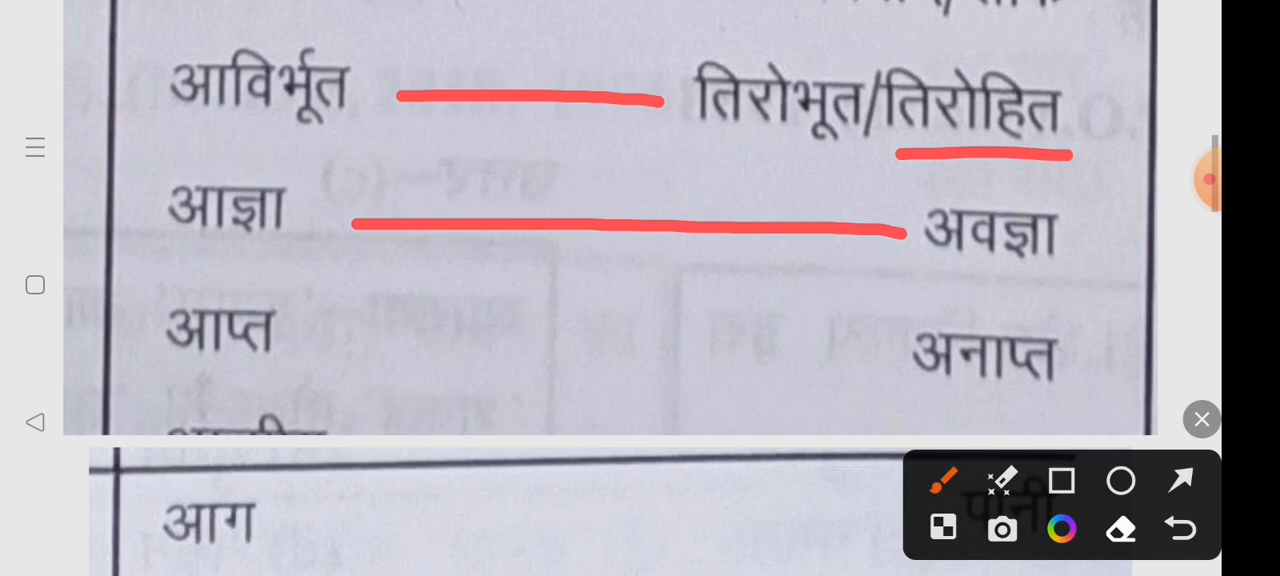 आविर्भूत तिरोभूत/तिरोहित
आज्ञा अवज्ञा
आप्त अनाप्त
आग पानी